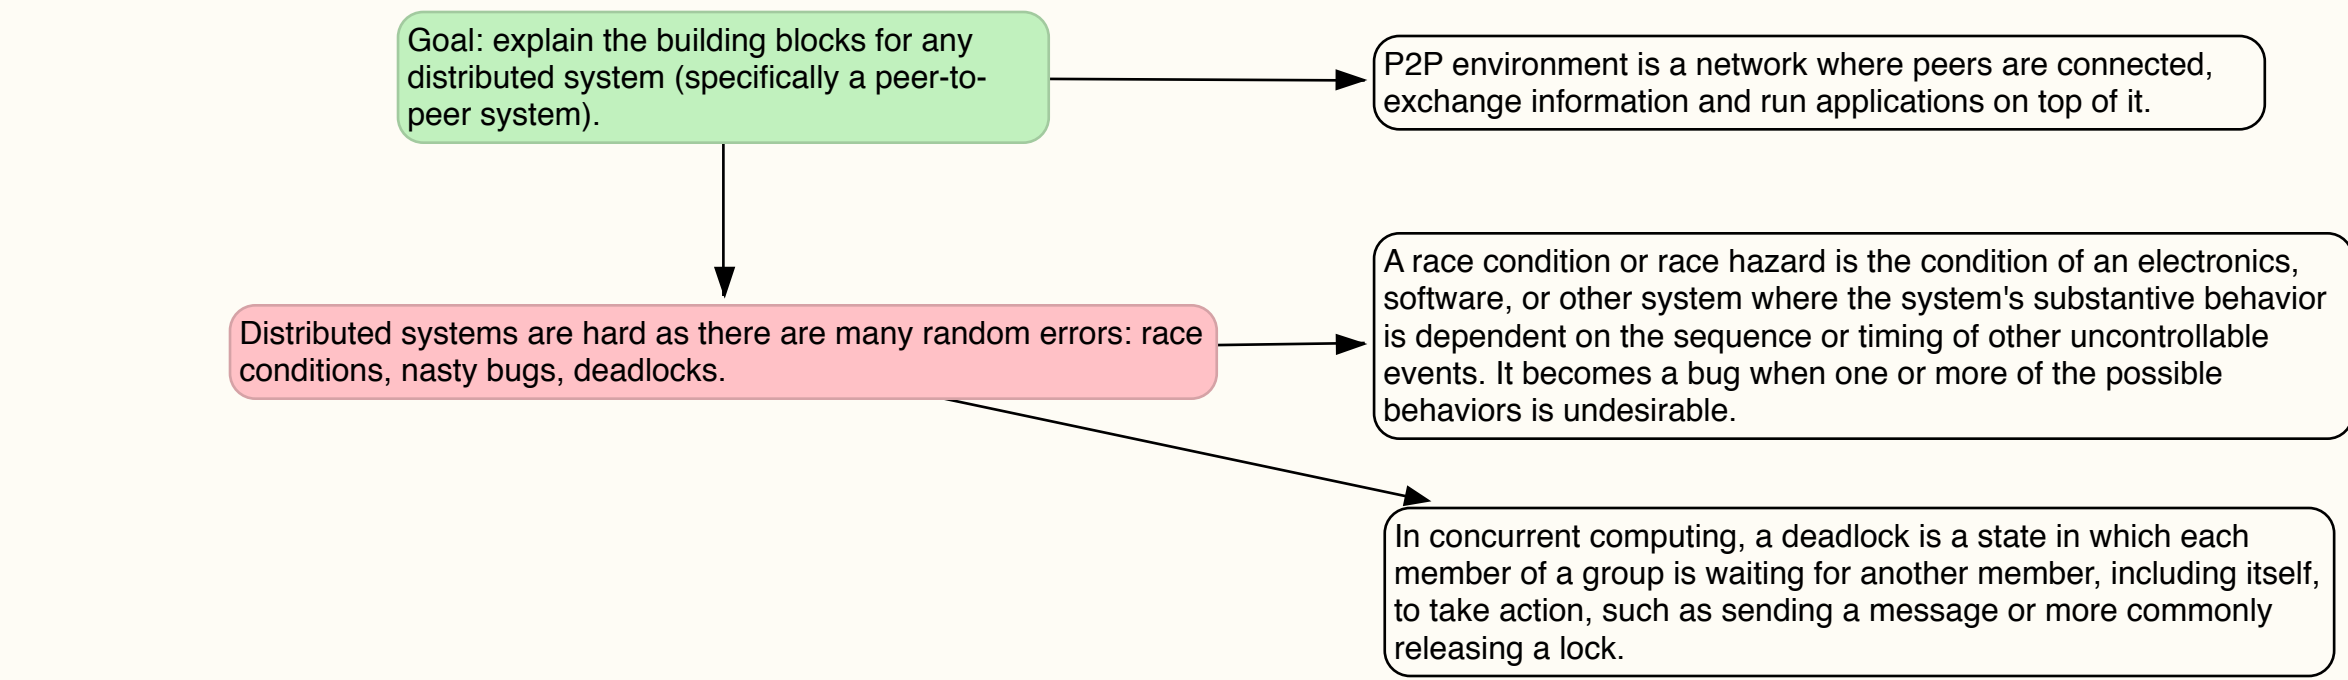 Goal: explain the building blocks for any
distributed system (specifically a peer-to-
peer system).
P2P environment is a network where peers are connected,
exchange information and run applications on top of it.
Distributed systems are hard as there are many random errors: race
conditions, nasty bugs, deadlocks.
A race condition or race hazard is the condition of an electronics,
software, or other system where the system's substantive behavior
is dependent on the sequence or timing of other uncontrollable
events. It becomes a bug when one or more of the possible
behaviors is undesirable.
In concurrent computing, a deadlock is a state in which each
member of a group is waiting for another member, including itself,
to take action, such as sending a message or more commonly
releasing a lock.